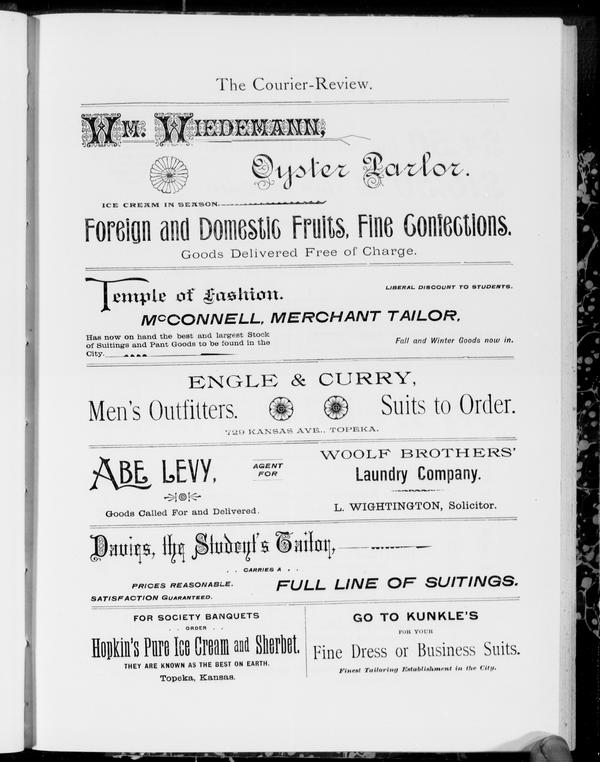 The Courier-Review.
Wm. Wiedemann,
Oyster Parlor.
ICE CREAM IN SEASON.
Foreign and Domestic Fruits, Fine Confections.
Goods Delivered Free of Charge.
Temple of Fashion.
LIBERAL DISCOUNT TO STUDENTS.
McCONNELL, MERCHANT TAILOR,
Has now on hand the best and largest Stock
of Suitings and Pant Goods to be found in the
City.
Fall and Winter Goods now in.
ENGLE & CURRY,
Men's Outfitters. Suits to Order.
729 KANSAS AVE., TOPEKA.
ABE LEVY,
AGENT
FOR
Goods Called For and Delivered.
WOOLF BROTHERS'
Laundry Company.
L. WIGHTINGTON, Solicitor.
Davies, the Student's Tailor,
. . CARRIES A . .
PRICES REASONABLE.
FULL LINE OF SUITINGS.
SATISFACTION GUARANTEED.
FOR SOCIETY BANQUETS
. . ORDER . .
Hopkin's Pure Ice Cream and Sherbet.
THEY ARE KNOWN AS THE BEST ON EARTH.
Topeka, Kansas.
GO TO KUNKLE'S
FOR YOUR
Fine Dress or Business Suits.
Finest Tailoring Establishment in the City.